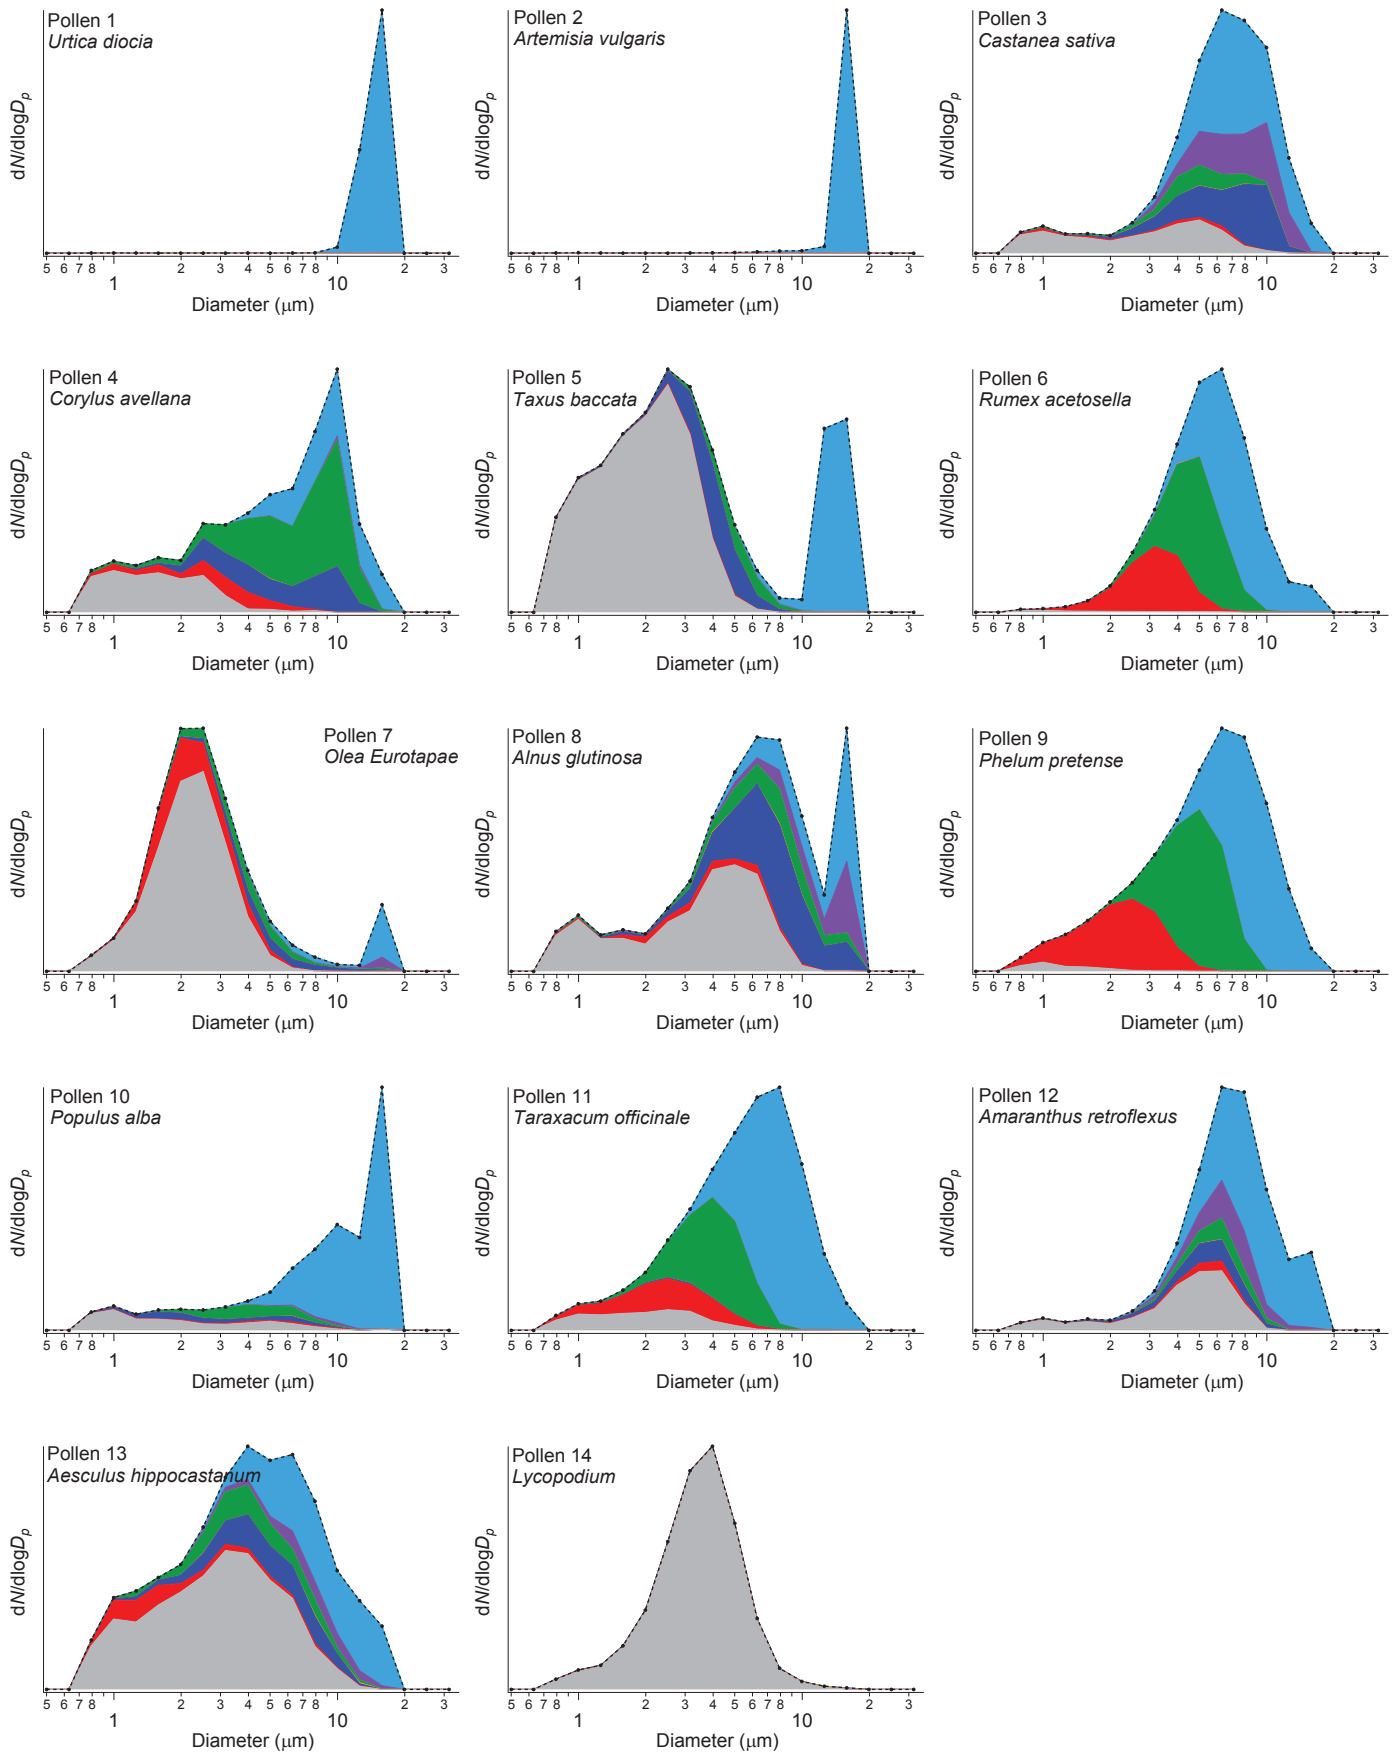 Pollen 1
Urtica diocia
dN/dlogDp
5 6 7 8 2 3 4 5 6 7 8 2 3
1 10
Diameter (μm)
Pollen 2
Artemisia vulgaris
dN/dlogDp
5 6 7 8 2 3 4 5 6 7 8 2 3
1 10
Diameter (μm)
Pollen 3
Castanea sativa
dN/dlogDp
5 6 7 8 2 3 4 5 6 7 8 2 3
1 10
Diameter (μm)
Pollen 4
Corylus avellana
dN/dlogDp
5 6 7 8 2 3 4 5 6 7 8 2 3
1 10
Diameter (μm)
Pollen 5
Taxus baccata
dN/dlogDp
5 6 7 8 2 3 4 5 6 7 8 2 3
1 10
Diameter (μm)
Pollen 6
Rumex acetosella
dN/dlogDp
5 6 7 8 2 3 4 5 6 7 8 2 3
1 10
Diameter (μm)
Pollen 7
Olea Eurotapae
dN/dlogDp
5 6 7 8 2 3 4 5 6 7 8 2 3
1 10
Diameter (μm)
Pollen 8
Alnus glutinosa
dN/dlogDp
5 6 7 8 2 3 4 5 6 7 8 2 3
1 10
Diameter (μm)
Pollen 9
Phelum pretense
dN/dlogDp
5 6 7 8 2 3 4 5 6 7 8 2 3
1 10
Diameter (μm)
Pollen 10
Populus alba
dN/dlogDp
5 6 7 8 2 3 4 5 6 7 8 2 3
1 10
Diameter (μm)
Pollen 11
Taraxacum officinale
dN/dlogDp
5 6 7 8 2 3 4 5 6 7 8 2 3
1 10
Diameter (μm)
Pollen 12
Amaranthus retroflexus
dN/dlogDp
5 6 7 8 2 3 4 5 6 7 8 2 3
1 10
Diameter (μm)
Pollen 13
Aesculus hippocastanum
dN/dlogDp
5 6 7 8 2 3 4 5 6 7 8 2 3
1 10
Diameter (μm)
Pollen 14
Lycopodium
dN/dlogDp
5 6 7 8 2 3 4 5 6 7 8 2 3
1 10
Diameter (μm)